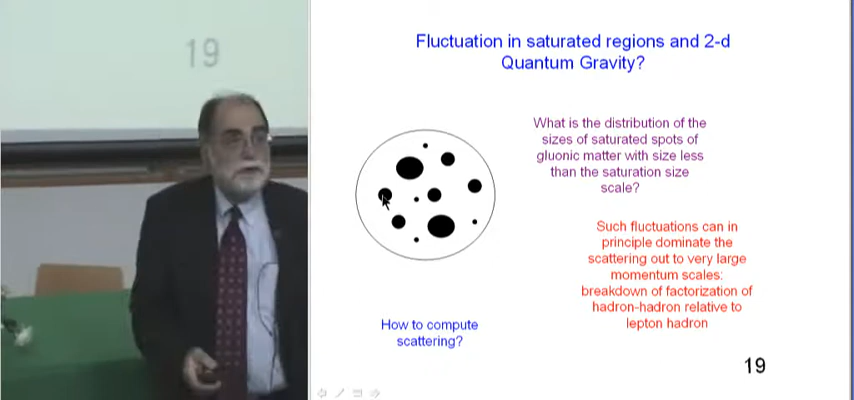 19
Fluctuation in saturated regions and 2-d
Quantum Gravity?
What is the distribution of the
sizes of saturated spots of
gluonic matter with size less
than the saturation size
scale?
Such fluctuations can in
principle dominate the
scattering out to very large
momentum scales:
breakdown of factorization of
hadron-hadron relative to
lepton hadron
How to compute
scattering?
19